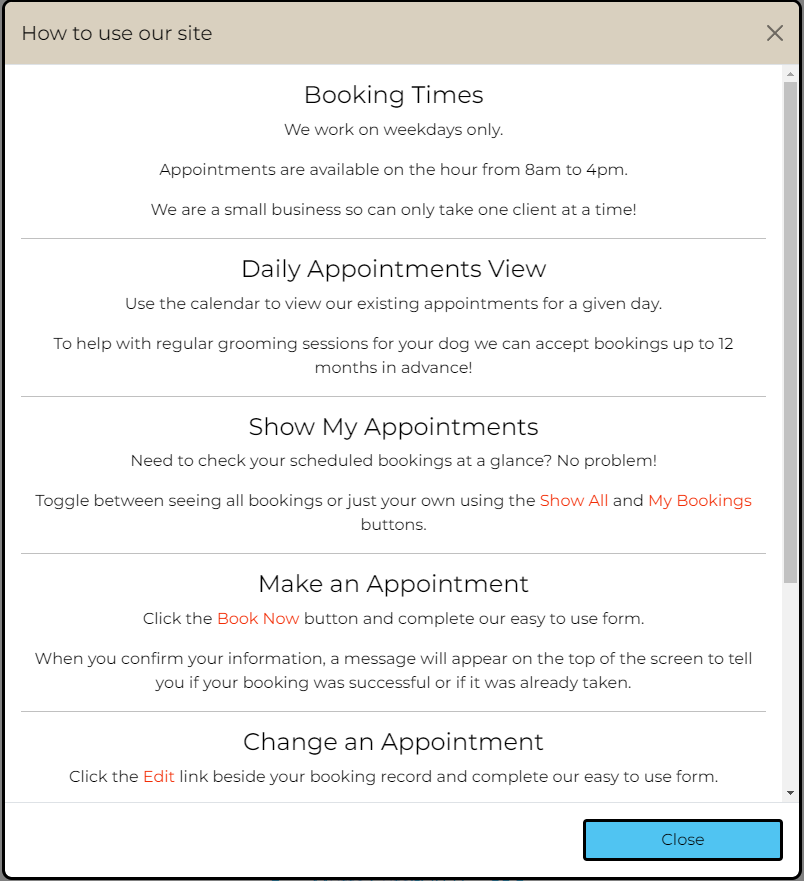 How to use our site
Booking Times
We work on weekdays only.
Appointments are available on the hour from 8am to 4pm.
We are a small business so can only take one client at a time!
Daily Appointments View
Use the calendar to view our existing appointments for a given day.
To help with regular grooming sessions for your dog we can accept bookings up to 12
months in advance!
Show My Appointments
Need to check your scheduled bookings at a glance? No problem!
Toggle between seeing all bookings or just your own using the Show All and My Bookings
buttons.
Make an Appointment
Click the Book Now button and complete our easy to use form.
When you confirm your information, a message will appear on the top of the screen to tell
you if your booking was successful or if it was already taken.
Change an Appointment
Click the Edit link beside your booking record and complete our easy to use form.
Close